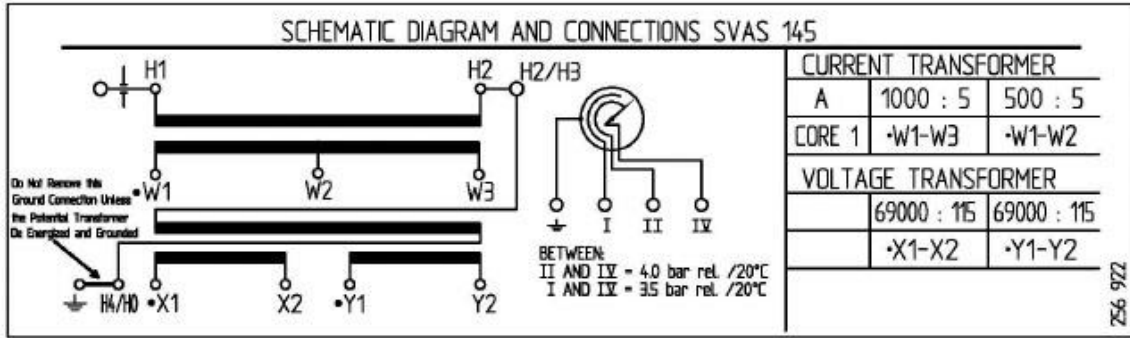 SCHEMATIC DIAGRAM AND CONNECTIONS SVAS 145
H1
H2
H2/H3
•W1
W2
W3
Do Not Remove this
Ground Connection Unless
the Potential Transformer
De Energized and Grounded
H4/H0
•X1
X2
•Y1
Y2
I
II
IV
BETWEEN:
II AND IV = 4.0 bar rel. /20°C
I AND IV = 3.5 bar rel. /20°C
CURRENT TRANSFORMER
A 1000 : 5 500 : 5
CORE 1 •W1-W3 •W1-W2
VOLTAGE TRANSFORMER
69000 : 115 69000 : 115
•X1-X2 •Y1-Y2
256 922